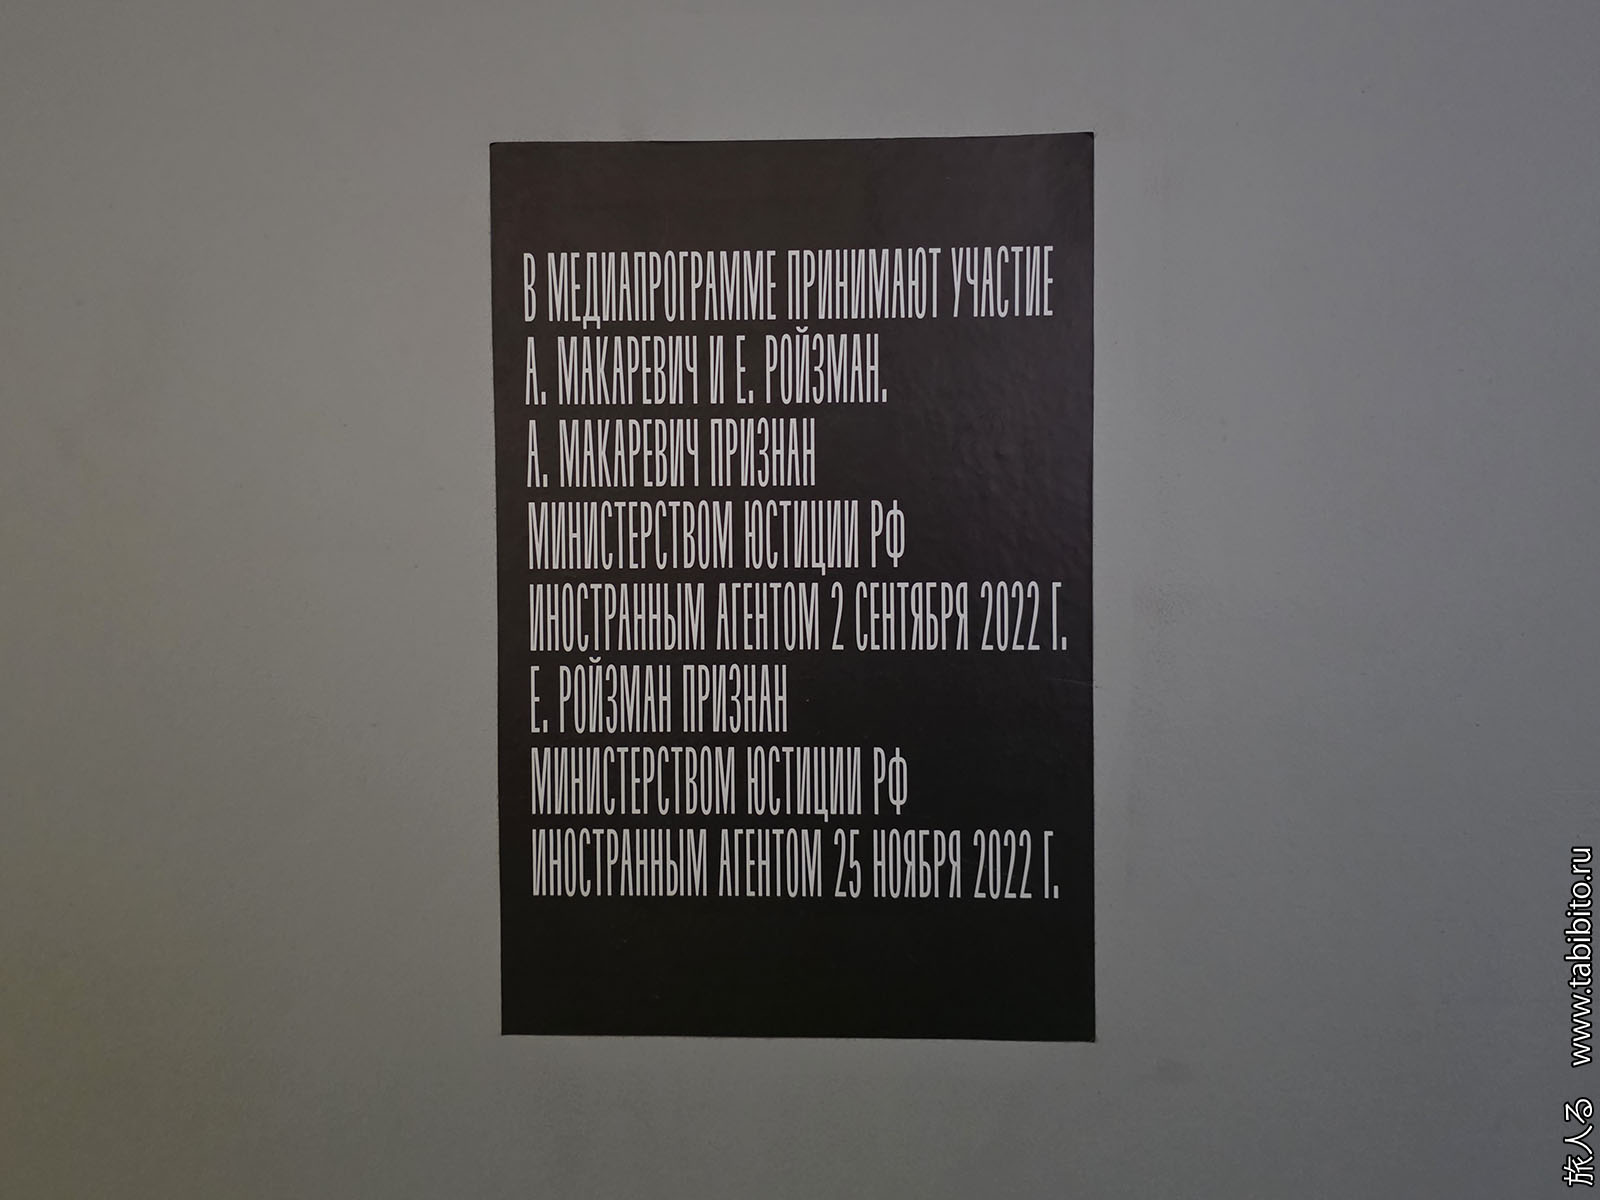 В МЕДИАПРОГРАММЕ ПРИНИМАЮТ УЧАСТИЕ
А. МАКАРЕВИЧ И Е. РОЙЗМАН.
А. МАКАРЕВИЧ ПРИЗНАН
МИНИСТЕРСТВОМ ЮСТИЦИИ РФ
ИНОСТРАННЫМ АГЕНТОМ 2 СЕНТЯБРЯ 2022 Г.
Е. РОЙЗМАН ПРИЗНАН
МИНИСТЕРСТВОМ ЮСТИЦИИ РФ
ИНОСТРАННЫМ АГЕНТОМ 25 НОЯБРЯ 2022 Г.
旅人る www.tabibito.ru